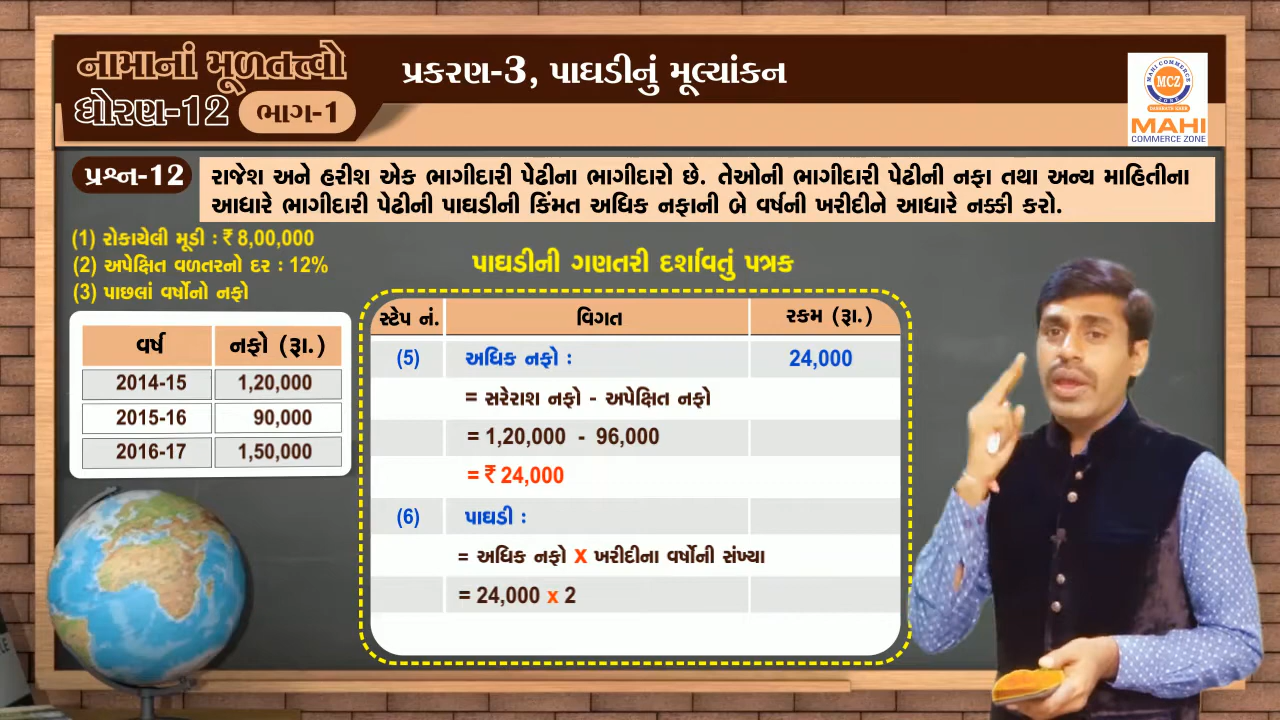 નામાનાં મૂળતત્ત્વો
ધોરણ-12 ભાગ-1
પ્રકરણ-3, પાઘડીનું મૂલ્યાંકન
MAHI COMMERCE ZONE
MCZ
MAHI
COMMERCE ZONE
પ્રશ્ન-12
રાજેશ અને હરીશ એક ભાગીદારી પેઢીના ભાગીદારો છે. તેઓની ભાગીદારી પેઢીની નફા તથા અન્ય માહિતીના
આધારે ભાગીદારી પેઢીની પાઘડીની કિંમત અધિક નફાની બે વર્ષની ખરીદીને આધારે નક્કી કરો.
(1) રોકાયેલી મૂડી : ₹ 8,00,000
(2) અપેક્ષિત વળતરનો દર : 12%
(3) પાછલાં વર્ષોનો નફો
વર્ષ નફો (રૂા.)
2014-15 1,20,000
2015-16 90,000
2016-17 1,50,000
પાઘડીની ગણતરી દર્શાવતું પત્રક
સ્ટેપ નં. વિગત રકમ (રૂા.)
(5) અધિક નફો : 24,000
= સરેરાશ નફો - અપેક્ષિત નફો
= 1,20,000 - 96,000
= ₹ 24,000
(6) પાઘડી :
= અધિક નફો x ખરીદીના વર્ષોની સંખ્યા
= 24,000 x 2